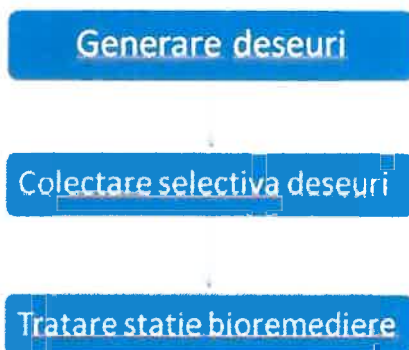 Generare deseuri
Colectare selectiva deseuri
Tratare statie bioremediere